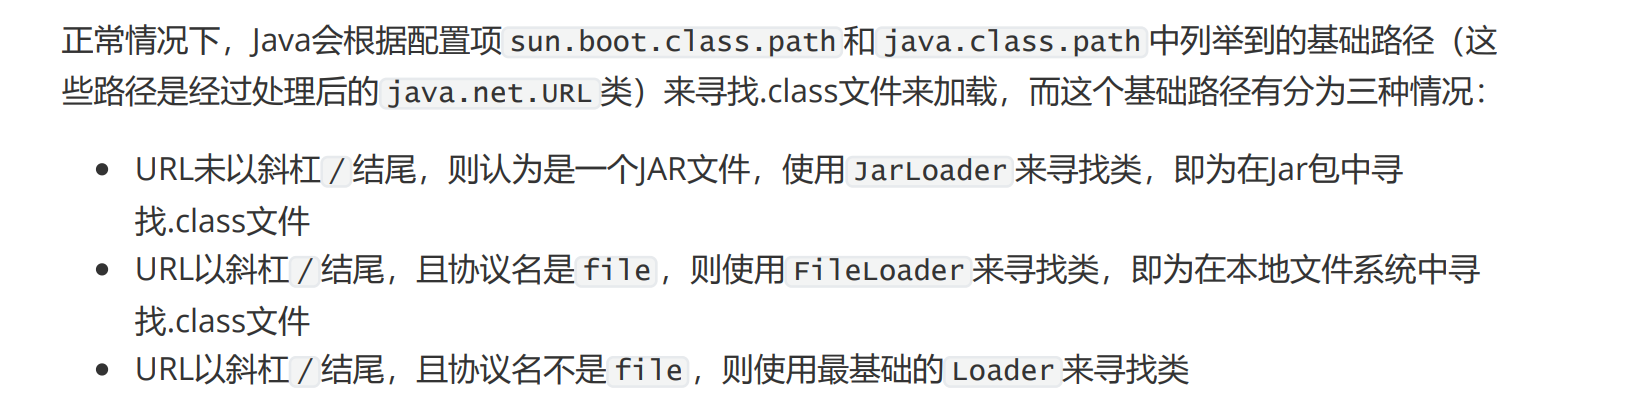 正常情况下，Java会根据配置项sun.boot.class.path和java.class.path中列举到的基础路径（这
些路径是经过处理后的java.net.URL类）来寻找.class文件来加载，而这个基础路径有分为三种情况：
• URL未以斜杠/结尾，则认为是一个JAR文件，使用JarLoader来寻找类，即为在Jar包中寻
找.class文件
• URL以斜杠/结尾，且协议名是file，则使用FileLoader来寻找类，即为在本地文件系统中寻
找.class文件
• URL以斜杠/结尾，且协议名不是file，则使用最基础的Loader来寻找类